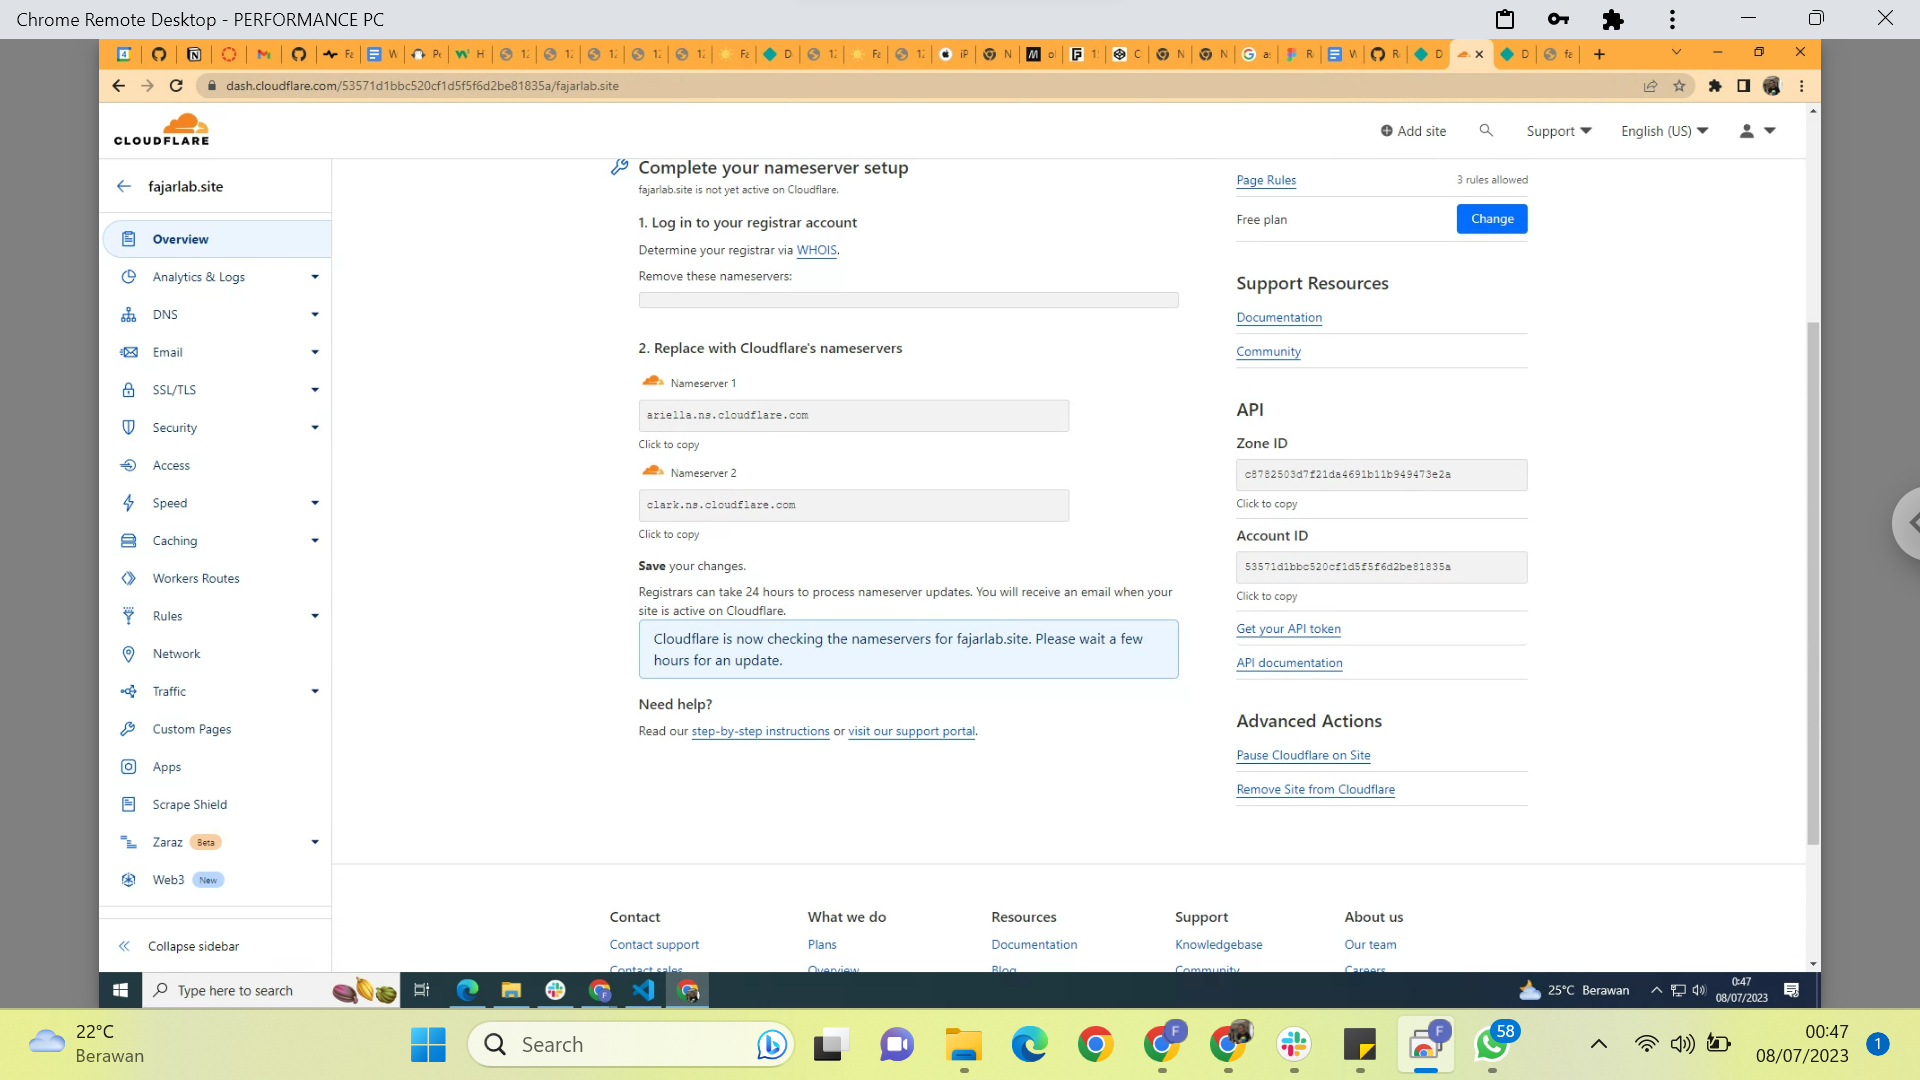 Chrome Remote Desktop - PERFORMANCE PC
dash.cloudflare.com/53571d1bbc520cf1d5f5f6d2be81835a/fajarlab.site
CLOUDFLARE
Add site
Support
English (US)
fajarlab.site
Overview
Analytics & Logs
DNS
Email
SSL/TLS
Security
Access
Speed
Caching
Workers Routes
Rules
Network
Traffic
Custom Pages
Apps
Scrape Shield
Zaraz Beta
Web3 New
Collapse sidebar
Complete your nameserver setup
fajarlab.site is not yet active on Cloudflare.
1. Log in to your registrar account
Determine your registrar via WHOIS.
Remove these nameservers:
2. Replace with Cloudflare's nameservers
Nameserver 1
ariella.ns.cloudflare.com
Click to copy
Nameserver 2
clark.ns.cloudflare.com
Click to copy
Save your changes.
Registrars can take 24 hours to process nameserver updates. You will receive an email when your
site is active on Cloudflare.
Cloudflare is now checking the nameservers for fajarlab.site. Please wait a few
hours for an update.
Need help?
Read our step-by-step instructions or visit our support portal.
Page Rules
3 rules allowed
Free plan
Change
Support Resources
Documentation
Community
API
Zone ID
c8782503d7f21da4691b11b949473e2a
Click to copy
Account ID
53571d1bbc520cf1d5f5f6d2be81835a
Click to copy
Get your API token
API documentation
Advanced Actions
Pause Cloudflare on Site
Remove Site from Cloudflare
Contact
Contact support
Contact sales
What we do
Plans
Overview
Resources
Documentation
Blog
Support
Knowledgebase
Community
About us
Our team
Careers
Type here to search
25°C Berawan
0:47
08/07/2023
22°C
Berawan
Search
F
F
58
00:47
08/07/2023
1